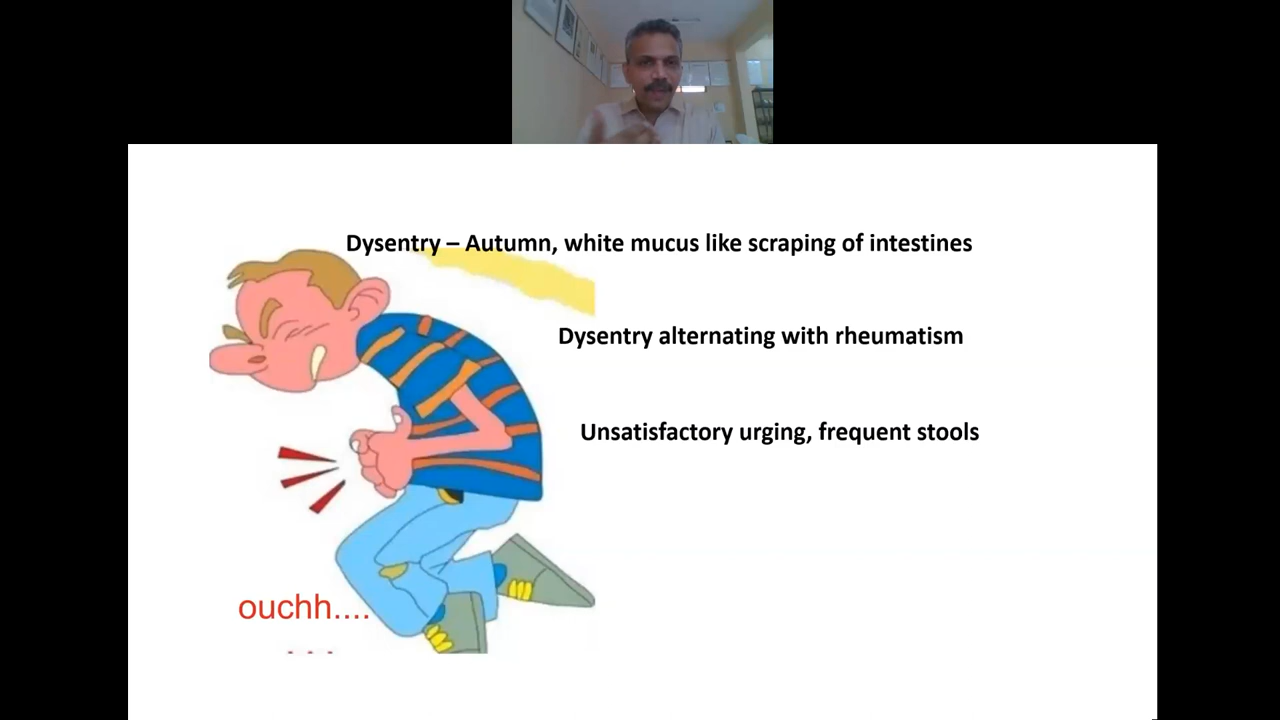 Dysentry – Autumn, white mucus like scraping of intestines
Dysentry alternating with rheumatism
Unsatisfactory urging, frequent stools
ouchh....